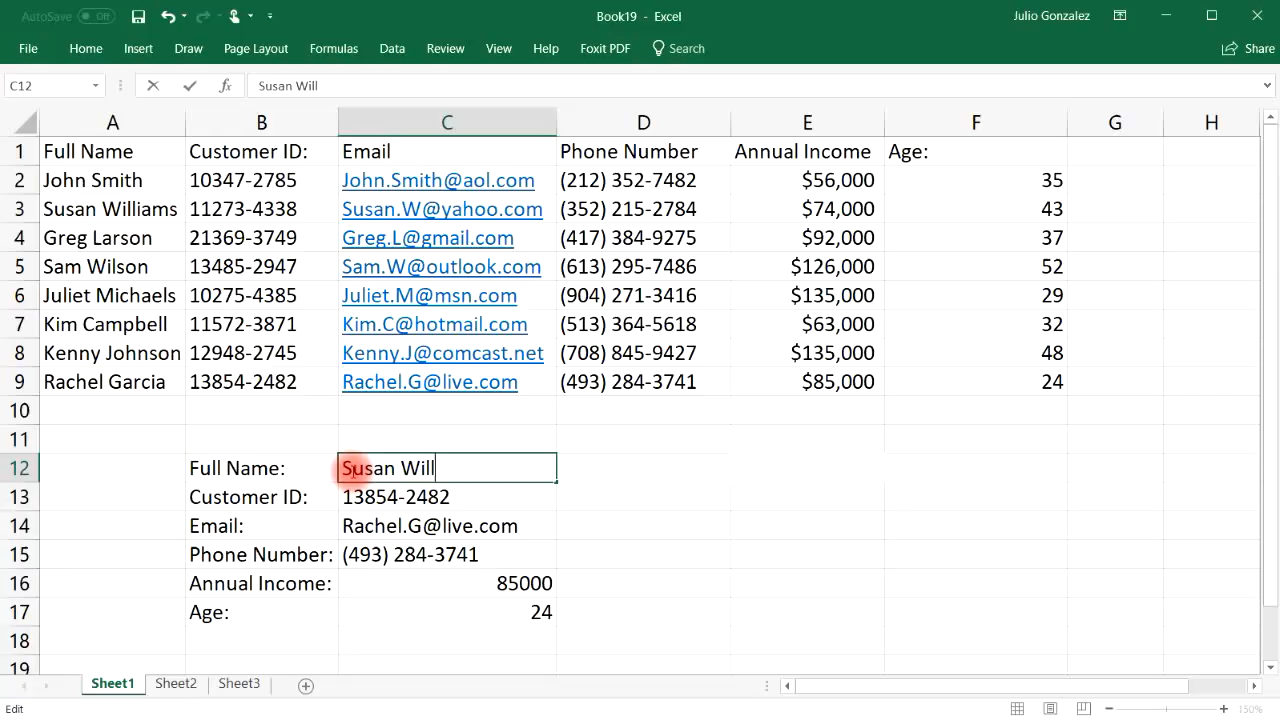 AutoSave Off Book19 - Excel Julio Gonzalez
File Home Insert Draw Page Layout Formulas Data Review View Help Foxit PDF Search Share
C12 fx Susan Will
A B C D E F G H
1 Full Name Customer ID: Email Phone Number Annual Income Age:
2 John Smith 10347-2785 John.Smith@aol.com (212) 352-7482 $56,000 35
3 Susan Williams 11273-4338 Susan.W@yahoo.com (352) 215-2784 $74,000 43
4 Greg Larson 21369-3749 Greg.L@gmail.com (417) 384-9275 $92,000 37
5 Sam Wilson 13485-2947 Sam.W@outlook.com (613) 295-7486 $126,000 52
6 Juliet Michaels 10275-4385 Juliet.M@msn.com (904) 271-3416 $135,000 29
7 Kim Campbell 11572-3871 Kim.C@hotmail.com (513) 364-5618 $63,000 32
8 Kenny Johnson 12948-2745 Kenny.J@comcast.net (708) 845-9427 $135,000 48
9 Rachel Garcia 13854-2482 Rachel.G@live.com (493) 284-3741 $85,000 24
10
11
12 Full Name: Susan Will
13 Customer ID: 13854-2482
14 Email: Rachel.G@live.com
15 Phone Number: (493) 284-3741
16 Annual Income: 85000
17 Age: 24
18
19
Sheet1 Sheet2 Sheet3
Edit 150%